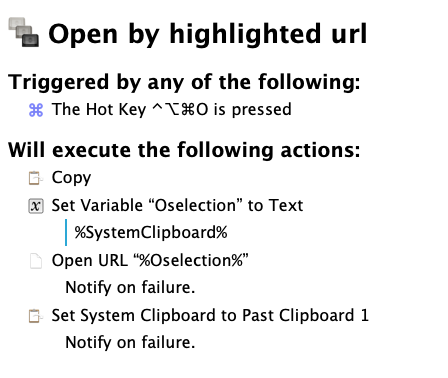 Open by highlighted url
Triggered by any of the following:
⌘ The Hot Key ^⌥⌘O is pressed
Will execute the following actions:
Copy
x Set Variable “Oselection” to Text
%SystemClipboard%
Open URL “%Oselection%”
Notify on failure.
Set System Clipboard to Past Clipboard 1
Notify on failure.